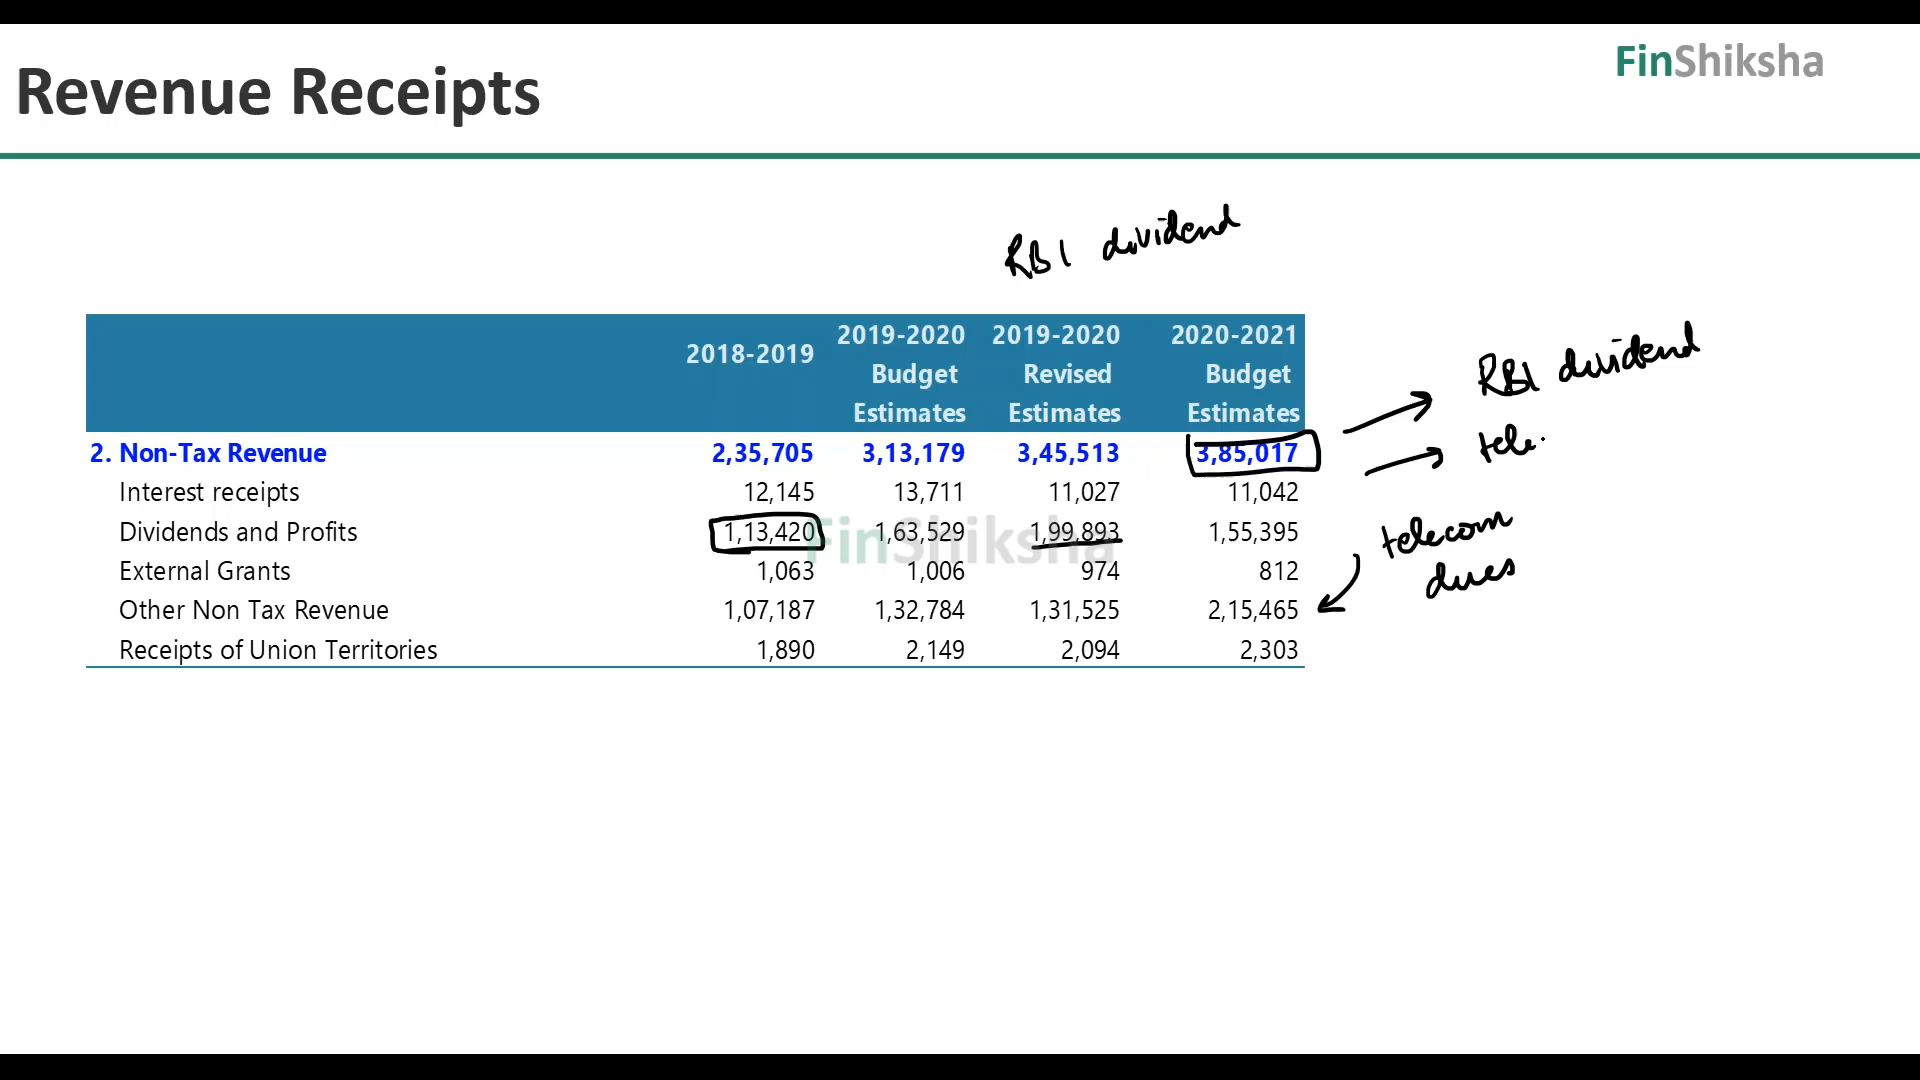 FinShiksha
Revenue Receipts
RBI dividend
2018-2019 2019-2020 Budget Estimates 2019-2020 Revised Estimates 2020-2021 Budget Estimates
RBI dividend
2. Non-Tax Revenue 2,35,705 3,13,179 3,45,513 3,85,017
tele.
Interest receipts 12,145 13,711 11,027 11,042
Dividends and Profits 1,13,420 1,63,529 1,99,893 1,55,395
FinShiksha
telecom
dues
External Grants 1,063 1,006 974 812
Other Non Tax Revenue 1,07,187 1,32,784 1,31,525 2,15,465
Receipts of Union Territories 1,890 2,149 2,094 2,303